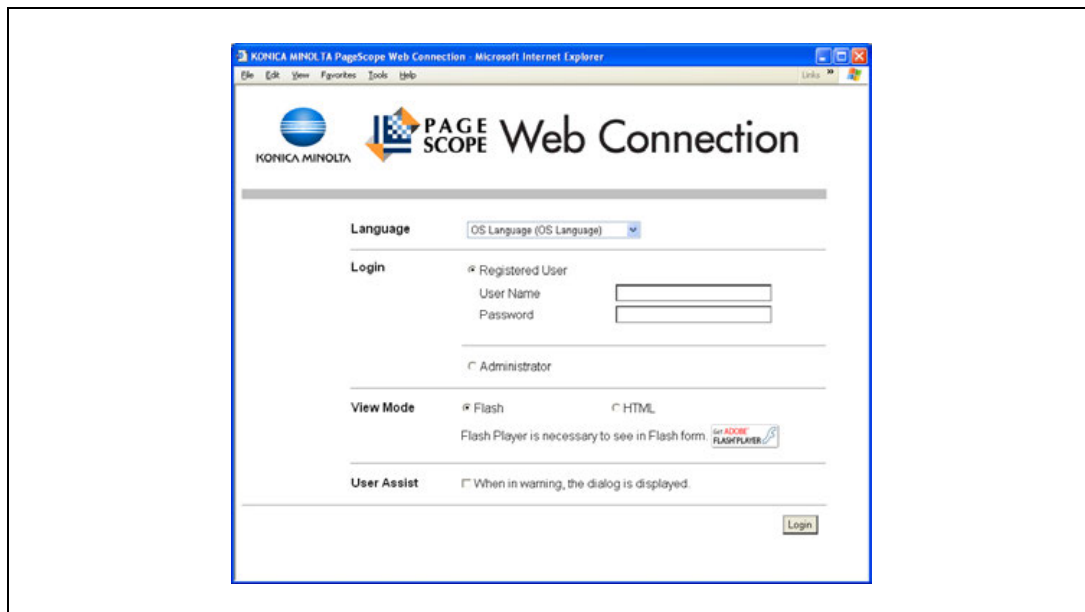 KONICA MINOLTA PageScope Web Connection - Microsoft Internet Explorer
File Edit View Favorites Tools Help Links »
KONICA MINOLTA
PAGE SCOPE Web Connection
Language OS Language (OS Language)
Login Registered User
User Name
Password
Administrator
View Mode Flash HTML
Flash Player is necessary to see in Flash form. Get ADOBE FLASH PLAYER
User Assist When in warning, the dialog is displayed.
Login